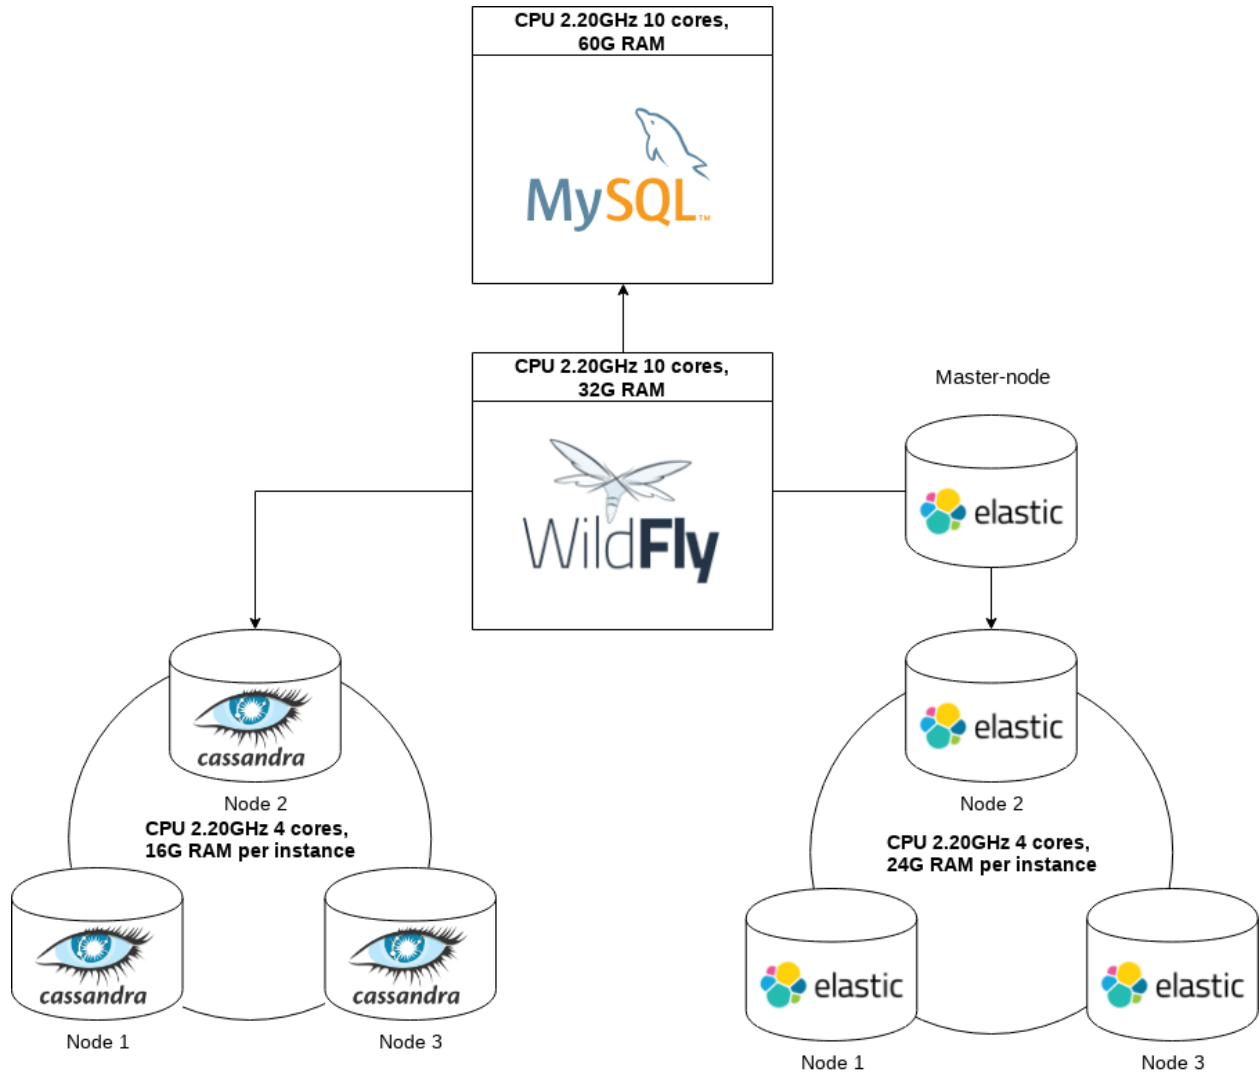 CPU 2.20GHz 10 cores,
60G RAM
MySQL™
CPU 2.20GHz 10 cores,
32G RAM
WildFly
Master-node
elastic
cassandra
Node 2
CPU 2.20GHz 4 cores,
16G RAM per instance
cassandra
Node 1
cassandra
Node 3
elastic
Node 2
CPU 2.20GHz 4 cores,
24G RAM per instance
elastic
Node 1
elastic
Node 3